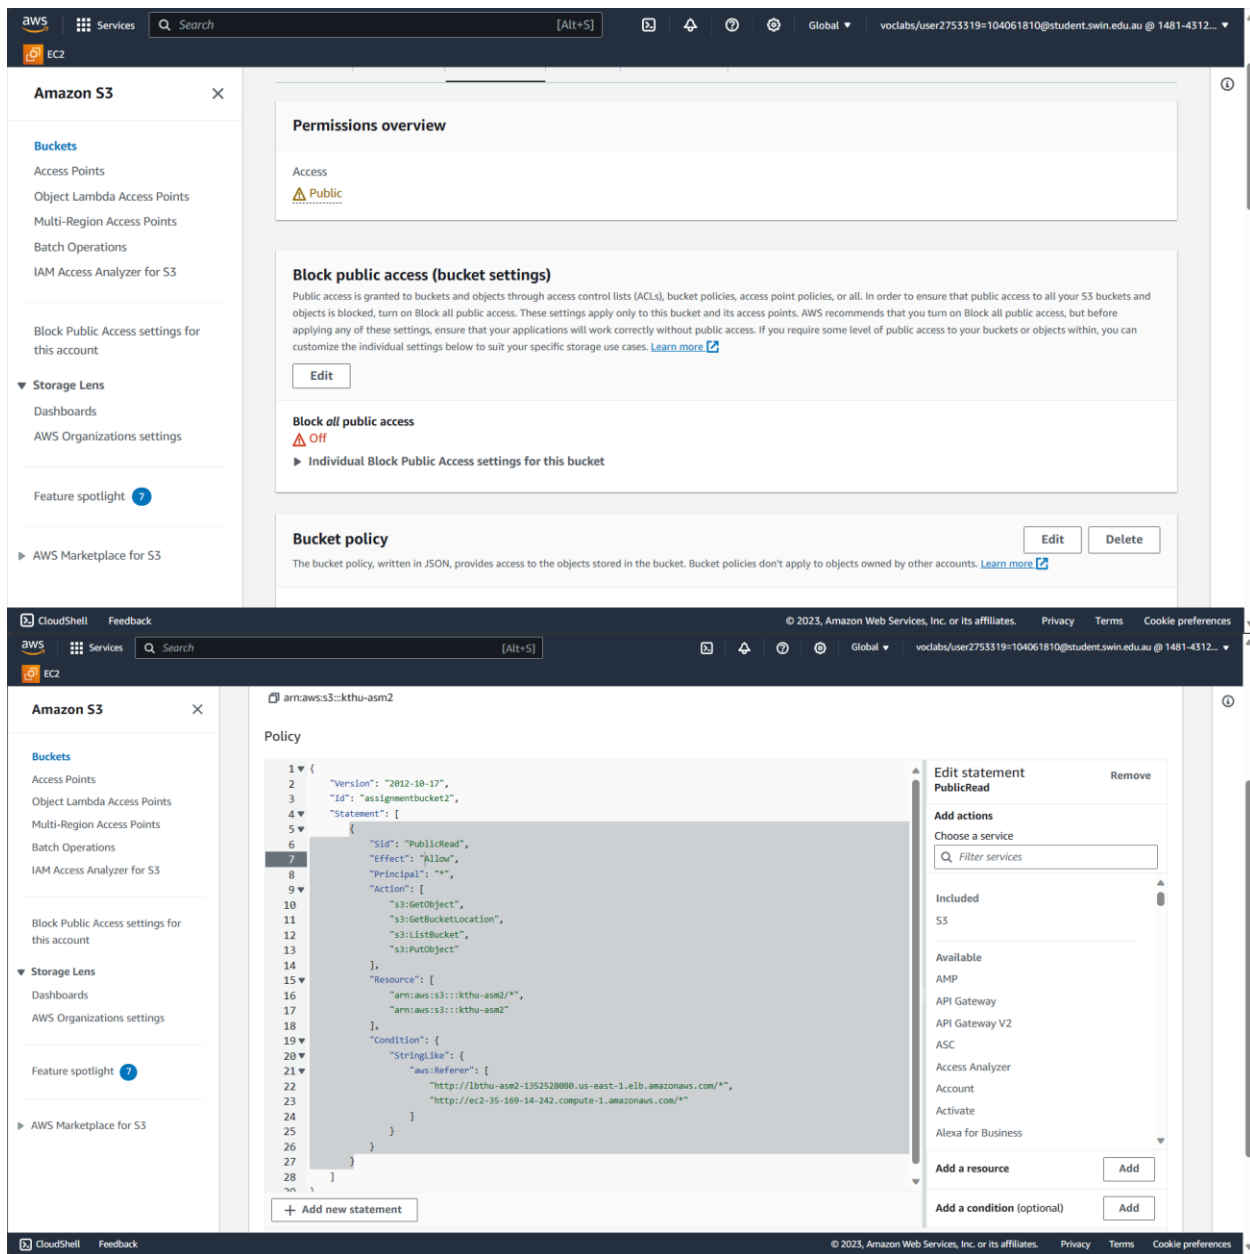 aws
Services
Search
[Alt+S]
Global
voclabs/user2753319=104061810@student.swin.edu.au @ 1481-4312...
EC2
Amazon S3
Buckets
Access Points
Object Lambda Access Points
Multi-Region Access Points
Batch Operations
IAM Access Analyzer for S3
Block Public Access settings for
this account
Storage Lens
Dashboards
AWS Organizations settings
Feature spotlight 7
AWS Marketplace for S3
Permissions overview
Access
Public
Block public access (bucket settings)
Public access is granted to buckets and objects through access control lists (ACLs), bucket policies, access point policies, or all. In order to ensure that public access to all your S3 buckets and
objects is blocked, turn on Block all public access. These settings apply only to this bucket and its access points. AWS recommends that you turn on Block all public access, but before
applying any of these settings, ensure that your applications will work correctly without public access. If you require some level of public access to your buckets or objects within, you can
customize the individual settings below to suit your specific storage use cases. Learn more
Edit
Block all public access
Off
Individual Block Public Access settings for this bucket
Bucket policy
Edit
Delete
The bucket policy, written in JSON, provides access to the objects stored in the bucket. Bucket policies don't apply to objects owned by other accounts. Learn more
CloudShell
Feedback
© 2023, Amazon Web Services, Inc. or its affiliates.
Privacy
Terms
Cookie preferences
aws
Services
Search
[Alt+S]
Global
voclabs/user2753319=104061810@student.swin.edu.au @ 1481-4312...
EC2
Amazon S3
Buckets
Access Points
Object Lambda Access Points
Multi-Region Access Points
Batch Operations
IAM Access Analyzer for S3
Block Public Access settings for
this account
Storage Lens
Dashboards
AWS Organizations settings
Feature spotlight 7
AWS Marketplace for S3
arn:aws:s3:::kthu-asm2
Policy
1 {
2 "Version": "2012-10-17",
3 "Id": "assignmentbucket2",
4 "Statement": [
5 {
6 "Sid": "PublicRead",
7 "Effect": "Allow",
8 "Principal": "*",
9 "Action": [
10 "s3:GetObject",
11 "s3:GetBucketLocation",
12 "s3:ListBucket",
13 "s3:PutObject"
14 ],
15 "Resource": [
16 "arn:aws:s3:::kthu-asm2/*",
17 "arn:aws:s3:::kthu-asm2"
18 ],
19 "Condition": {
20 "StringLike": {
21 "aws:Referer": [
22 "http://lbthu-asm2-1352528080.us-east-1.elb.amazonaws.com/*",
23 "http://ec2-35-169-14-242.compute-1.amazonaws.com/*"
24 ]
25 }
26 }
27 }
28 ]
29 }
+ Add new statement
Edit statement
Remove
PublicRead
Add actions
Choose a service
Filter services
Included
S3
Available
AMP
API Gateway
API Gateway V2
ASC
Access Analyzer
Account
Activate
Alexa for Business
Add a resource
Add
Add a condition (optional)
Add
CloudShell
Feedback
© 2023, Amazon Web Services, Inc. or its affiliates.
Privacy
Terms
Cookie preferences